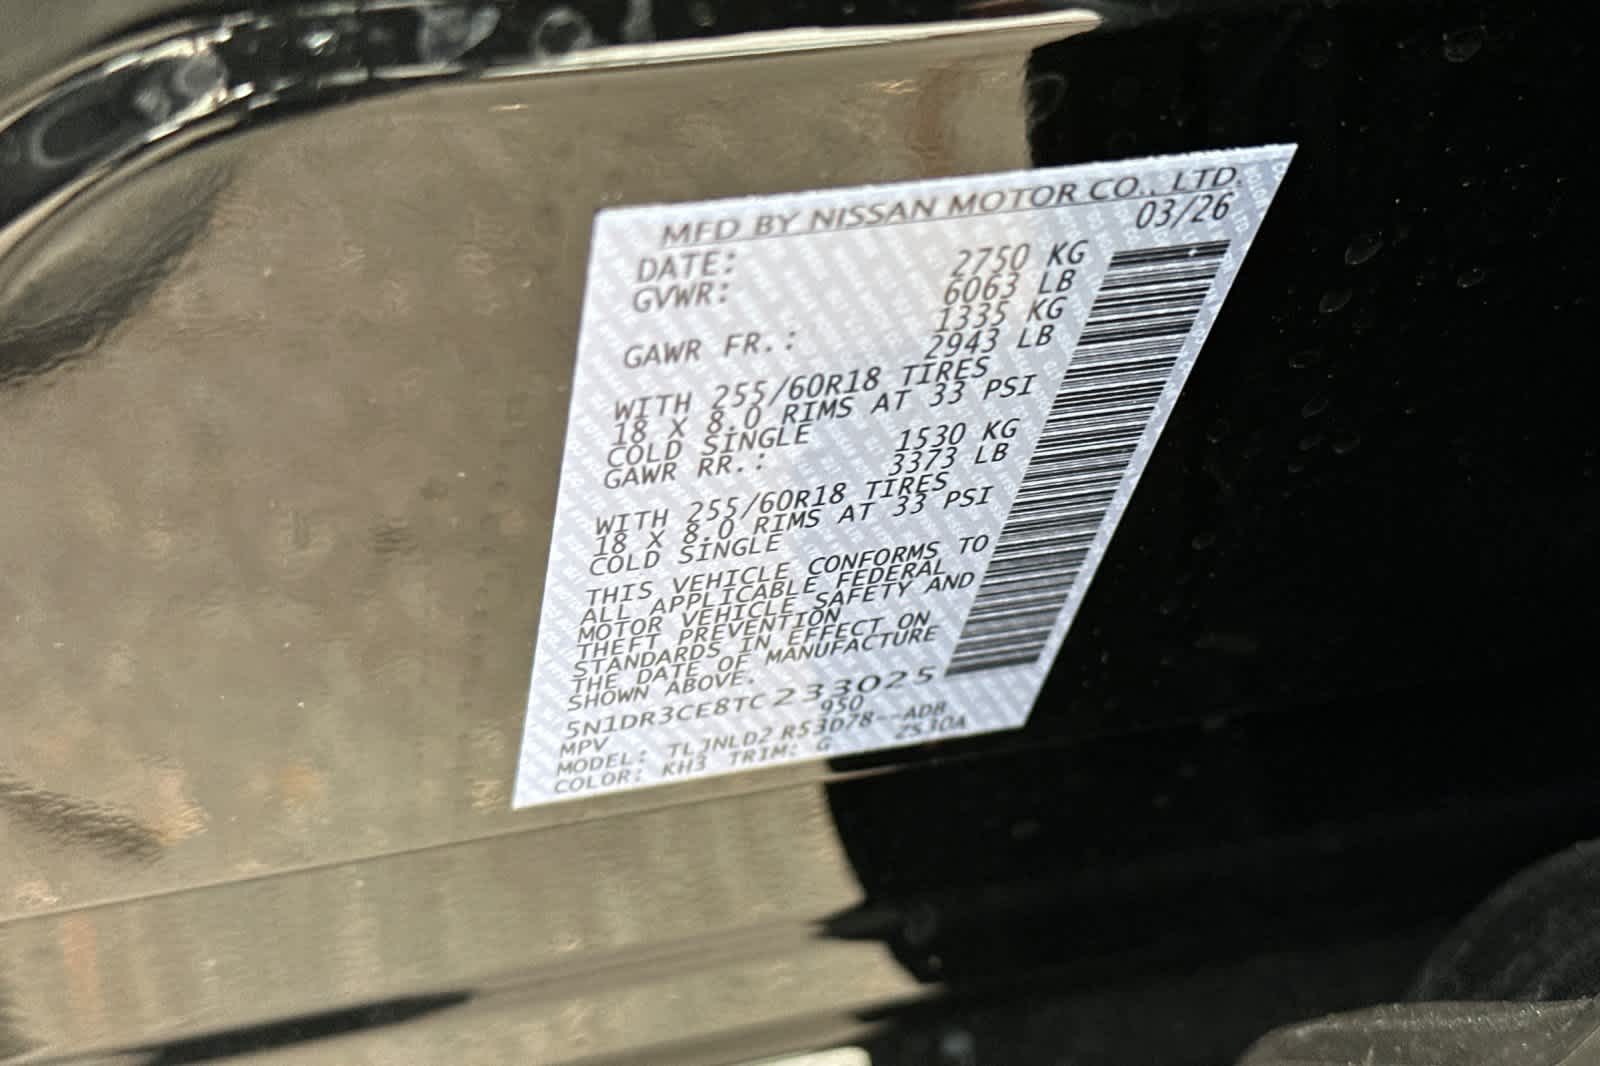 MFD BY NISSAN MOTOR CO., LTD.
DATE: 03/26
GVWR: 2750 KG
6063 LB
GAWR FR.: 1335 KG
2943 LB
WITH 255/60R18 TIRES
18 X 8.0 RIMS AT 33 PSI
COLD SINGLE
GAWR RR.: 1530 KG
3373 LB
WITH 255/60R18 TIRES
18 X 8.0 RIMS AT 33 PSI
COLD SINGLE
THIS VEHICLE CONFORMS TO
ALL APPLICABLE FEDERAL
MOTOR VEHICLE SAFETY AND
THEFT PREVENTION
STANDARDS IN EFFECT ON
THE DATE OF MANUFACTURE
SHOWN ABOVE.
5N1DR3CE8TC233025
MPV 950
MODEL: TLJNLD2 R53D78--ADB
COLOR: KH3 TRIM: G ZS30A